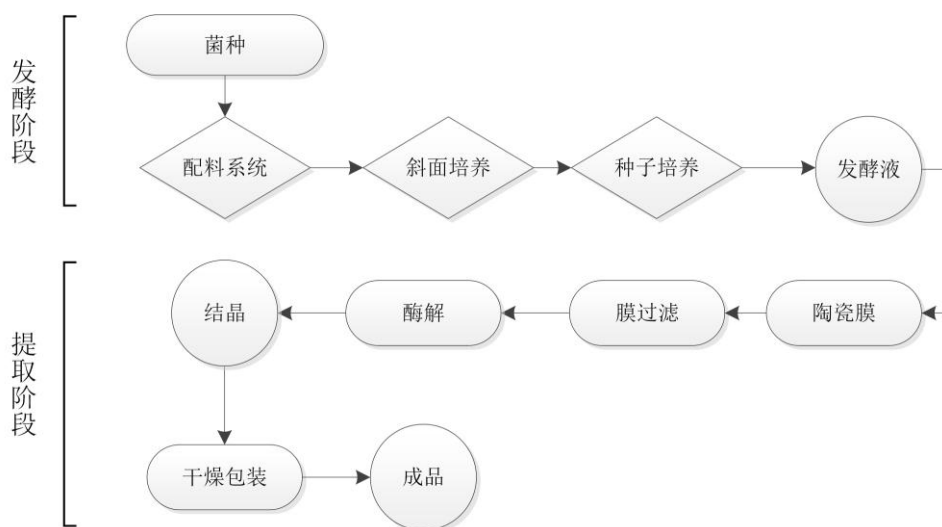 发酵阶段
菌种
配料系统
斜面培养
种子培养
发酵液
提取阶段
结晶
酶解
膜过滤
陶瓷膜
干燥包装
成品